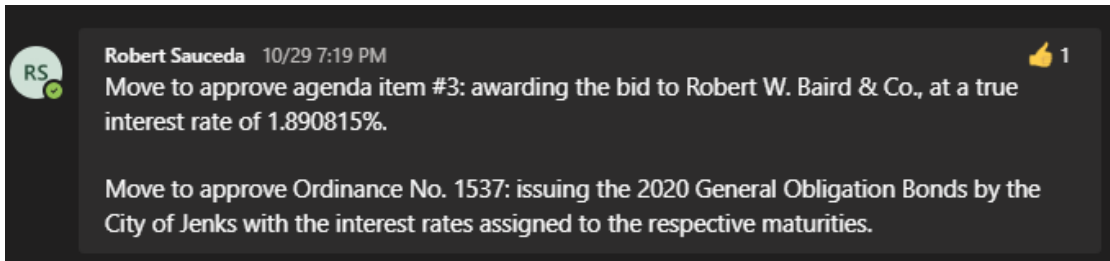 RS
Robert Sauceda 10/29 7:19 PM
1
Move to approve agenda item #3: awarding the bid to Robert W. Baird & Co., at a true
interest rate of 1.890815%.
Move to approve Ordinance No. 1537: issuing the 2020 General Obligation Bonds by the
City of Jenks with the interest rates assigned to the respective maturities.